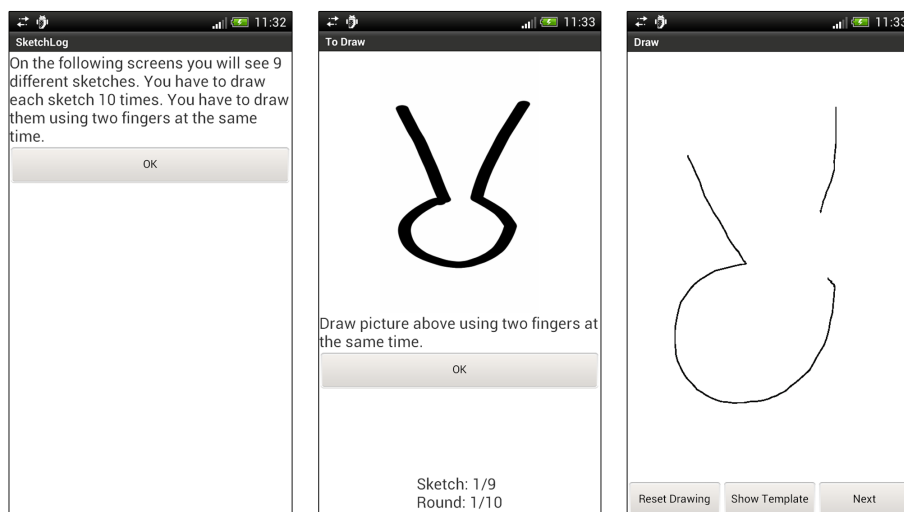 11:32
SketchLog
On the following screens you will see 9
different sketches. You have to draw
each sketch 10 times. You have to draw
them using two fingers at the same
time.
OK
11:33
To Draw
Draw picture above using two fingers at
the same time.
OK
Sketch: 1/9
Round: 1/10
11:33
Draw
Reset Drawing
Show Template
Next